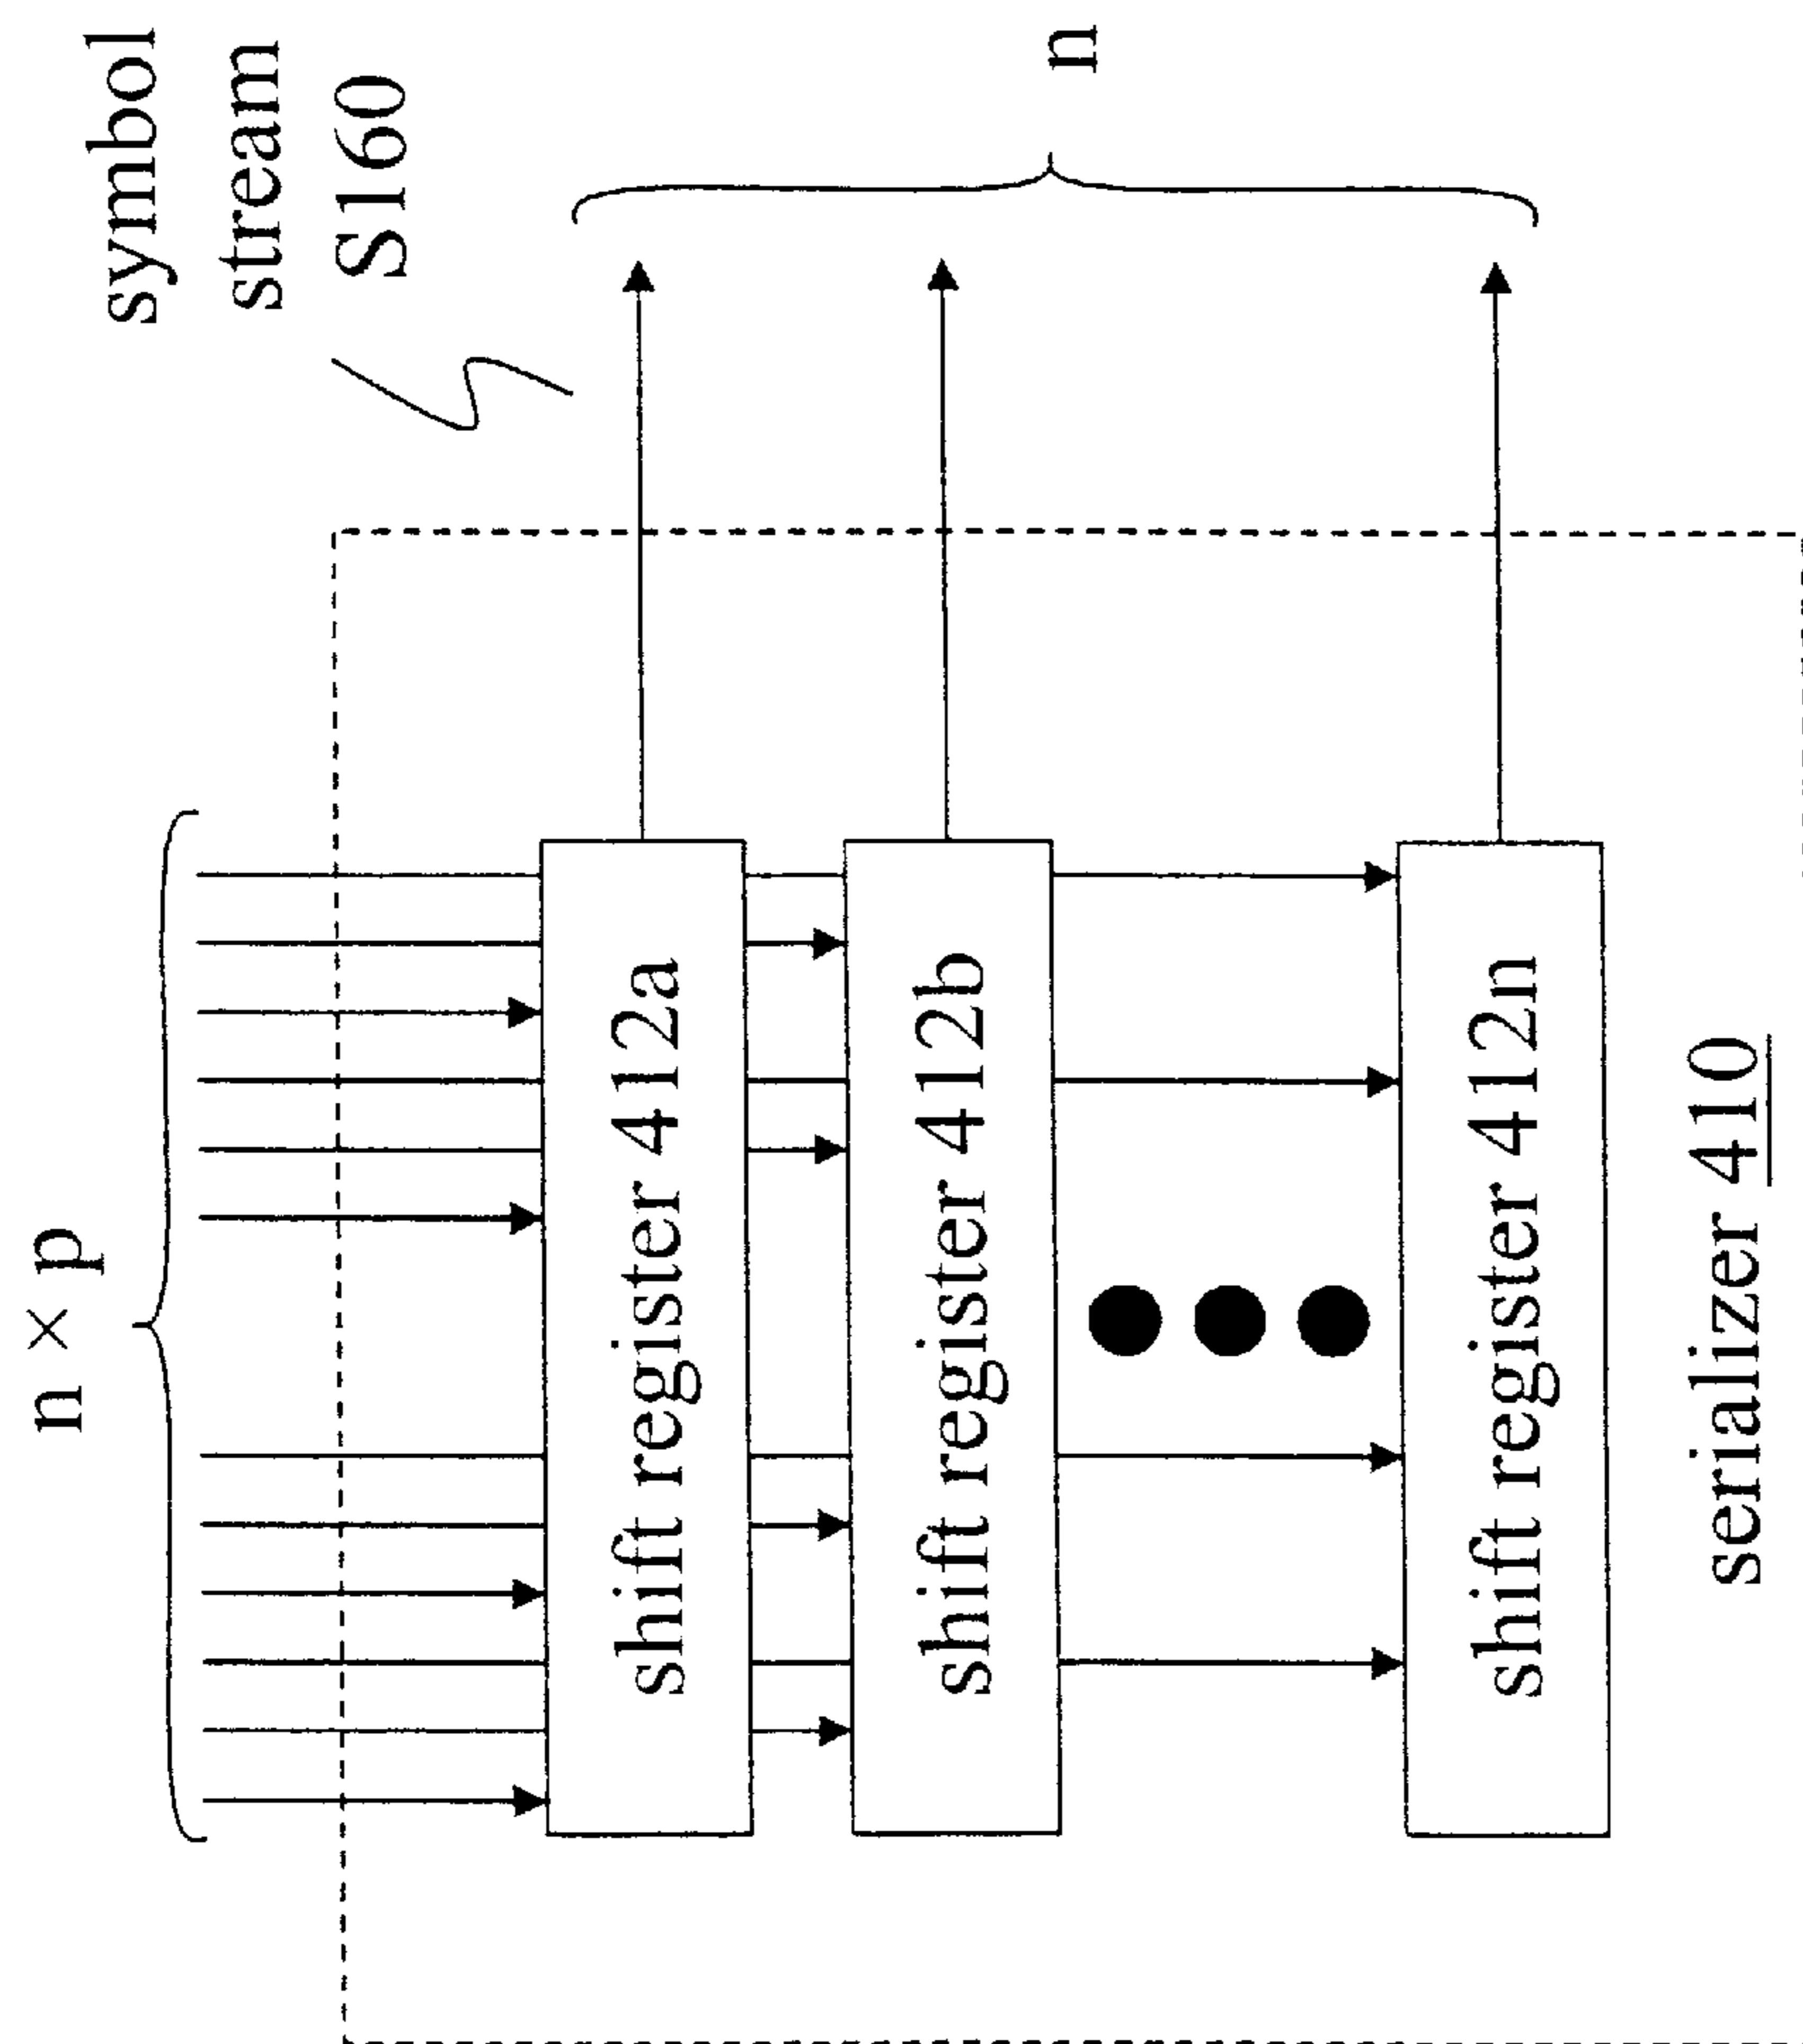 n × p
symbol
stream
S160
n
shift register 412a
shift register 412b
shift register 412n
serializer 410